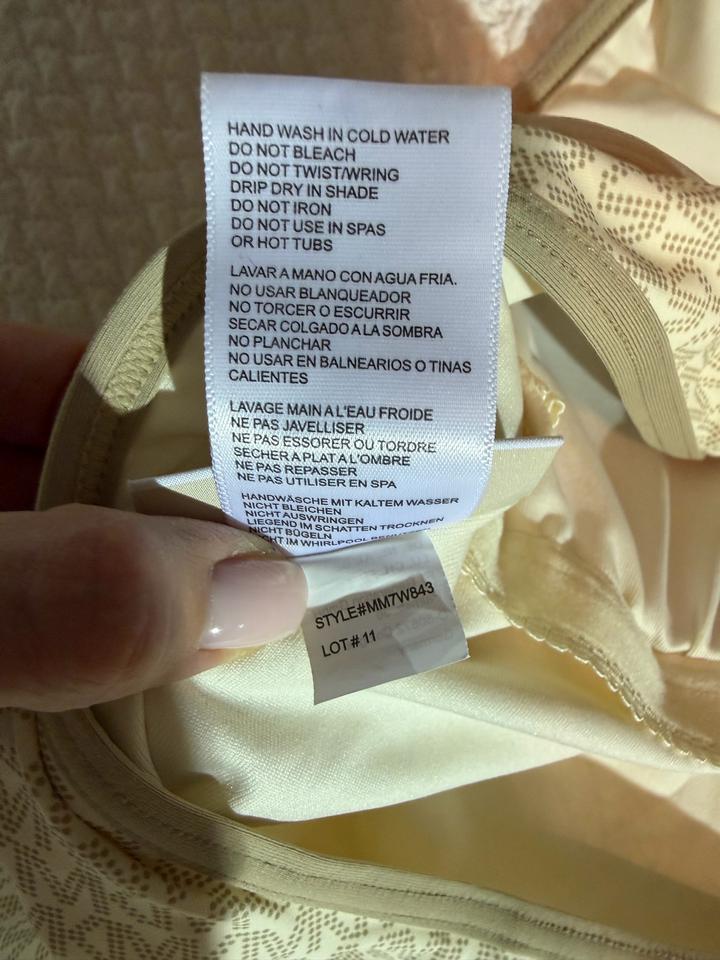 HAND WASH IN COLD WATER
DO NOT BLEACH
DO NOT TWIST/WRING
DRIP DRY IN SHADE
DO NOT IRON
DO NOT USE IN SPAS
OR HOT TUBS
LAVAR A MANO CON AGUA FRIA.
NO USAR BLANQUEADOR
NO TORCER O ESCURRIR
SECAR COLGADO A LA SOMBRA
NO PLANCHAR
NO USAR EN BALNEARIOS O TINAS
CALIENTES
LAVAGE MAIN A L'EAU FROIDE
NE PAS JAVELLISER
NE PAS ESSORER OU TORDRE
SECHER A PLAT A L'OMBRE
NE PAS REPASSER
NE PAS UTILISER EN SPA
HANDWÄSCHE MIT KALTEM WASSER
NICHT BLEICHEN
NICHT AUSWRINGEN
LIEGEND IM SCHATTEN TROCKNEN
NICHT BÜGELN
IM WHIRLPOOL
STYLE#MM7W843
LOT # 11